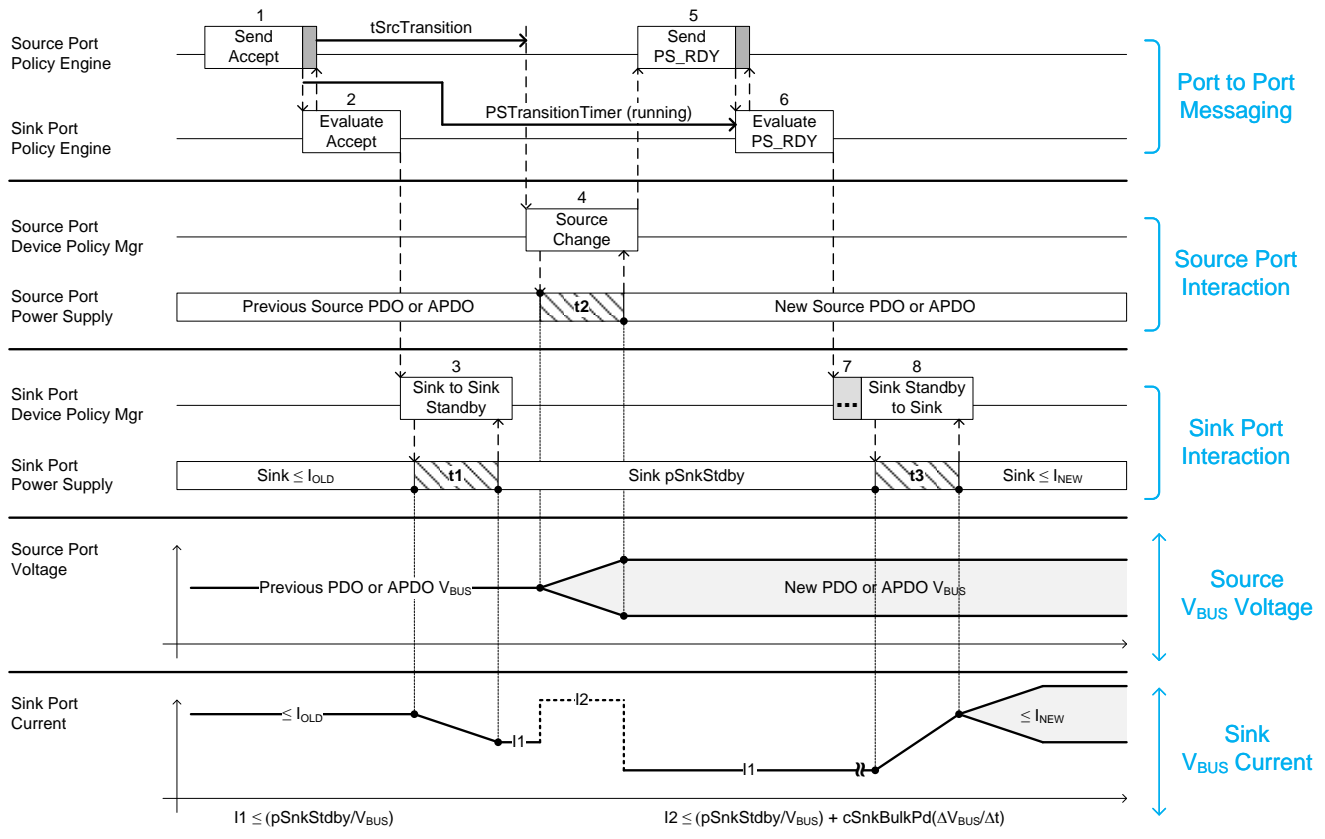 1
5
Source Port
Policy Engine
Send
Accept
tSrcTransition
Send
PS_RDY
2
PSTransitionTimer (running)
6
Port to Port
Messaging
Sink Port
Policy Engine
Evaluate
Accept
Evaluate
PS_RDY
4
Source Port
Device Policy Mgr
Source
Change
Source Port
Interaction
Source Port
Power Supply
Previous Source PDO or APDO
t2
New Source PDO or APDO
3
7
8
Sink Port
Device Policy Mgr
Sink to Sink
Standby
...
Sink Standby
to Sink
Sink Port
Interaction
Sink Port
Power Supply
Sink ≤ IOLD
t1
Sink pSnkStdby
t3
Sink ≤ INEW
Source Port
Voltage
Previous PDO or APDO VBUS
New PDO or APDO VBUS
Source
VBUS Voltage
Sink Port
Current
≤ IOLD
I1
I2
I1
≤ INEW
Sink
VBUS Current
I1 ≤ (pSnkStdby/VBUS)
I2 ≤ (pSnkStdby/VBUS) + cSnkBulkPd(ΔVBUS/Δt)